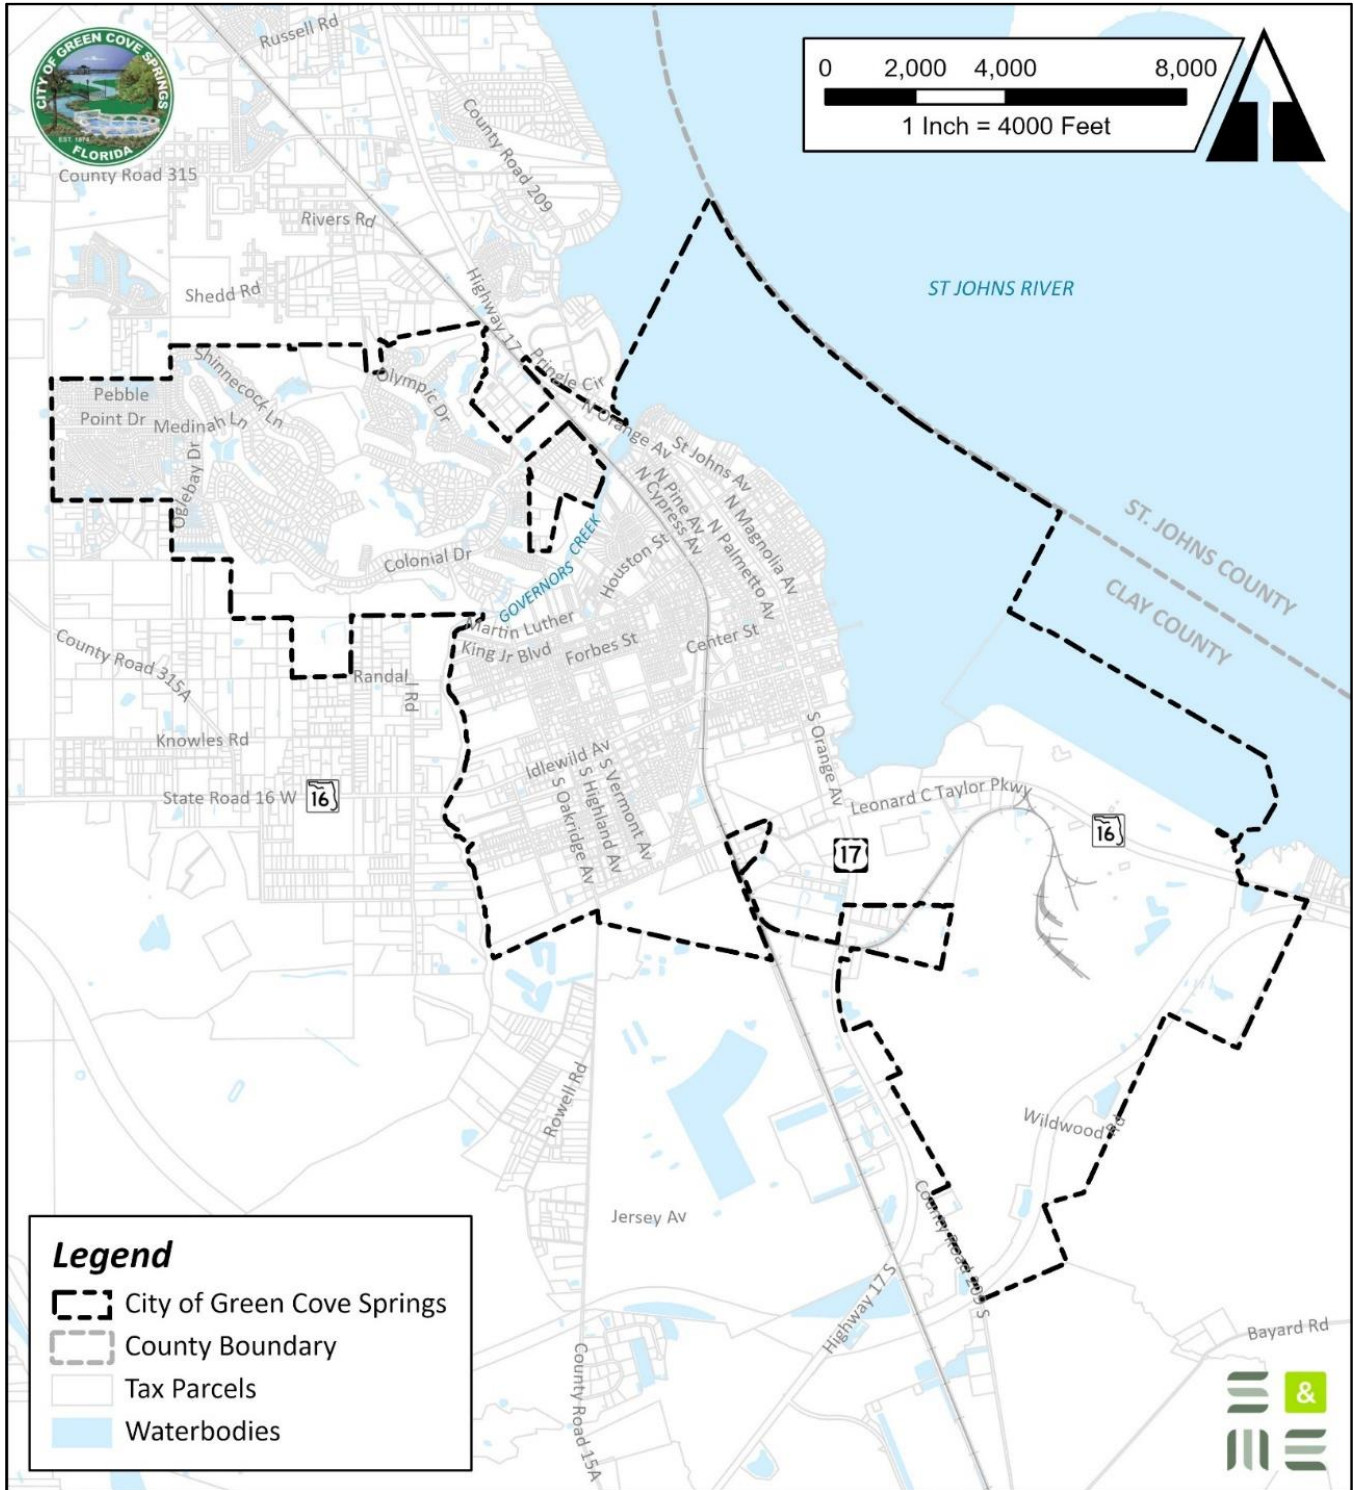 CITY OF GREEN COVE SPRINGS
EST. 1874
FLORIDA
Russell Rd
0 2,000 4,000 8,000
1 Inch = 4000 Feet
County Road 209
County Road 315
Rivers Rd
Shedd Rd
Highway 17
ST JOHNS RIVER
Pringle Cir
Shinnecock Ln
Olympic Dr
Pebble
Point Dr
Medinah Ln
Oglebay Dr
N Orange Av
St Johns Av
N Pine Av
N Cypress Av
N Magnolia Av
N Palmetto Av
Houston St
GOVERNORS CREEK
Colonial Dr
ST. JOHNS COUNTY
CLAY COUNTY
Martin Luther
King Jr Blvd
Forbes St
Center St
County Road 315A
Randall Rd
Knowles Rd
State Road 16 W
16
Idlewild Av
S Vermont Av
S Highland Av
S Oakridge Av
S Orange Av
Leonard C Taylor Pkwy
16
17
Rowell Rd
Wildwood Rd
Jersey Av
County Road 209 S
Highway 17 S
Bayard Rd
County Road 15A
Legend
City of Green Cove Springs
County Boundary
Tax Parcels
Waterbodies
S &
M E